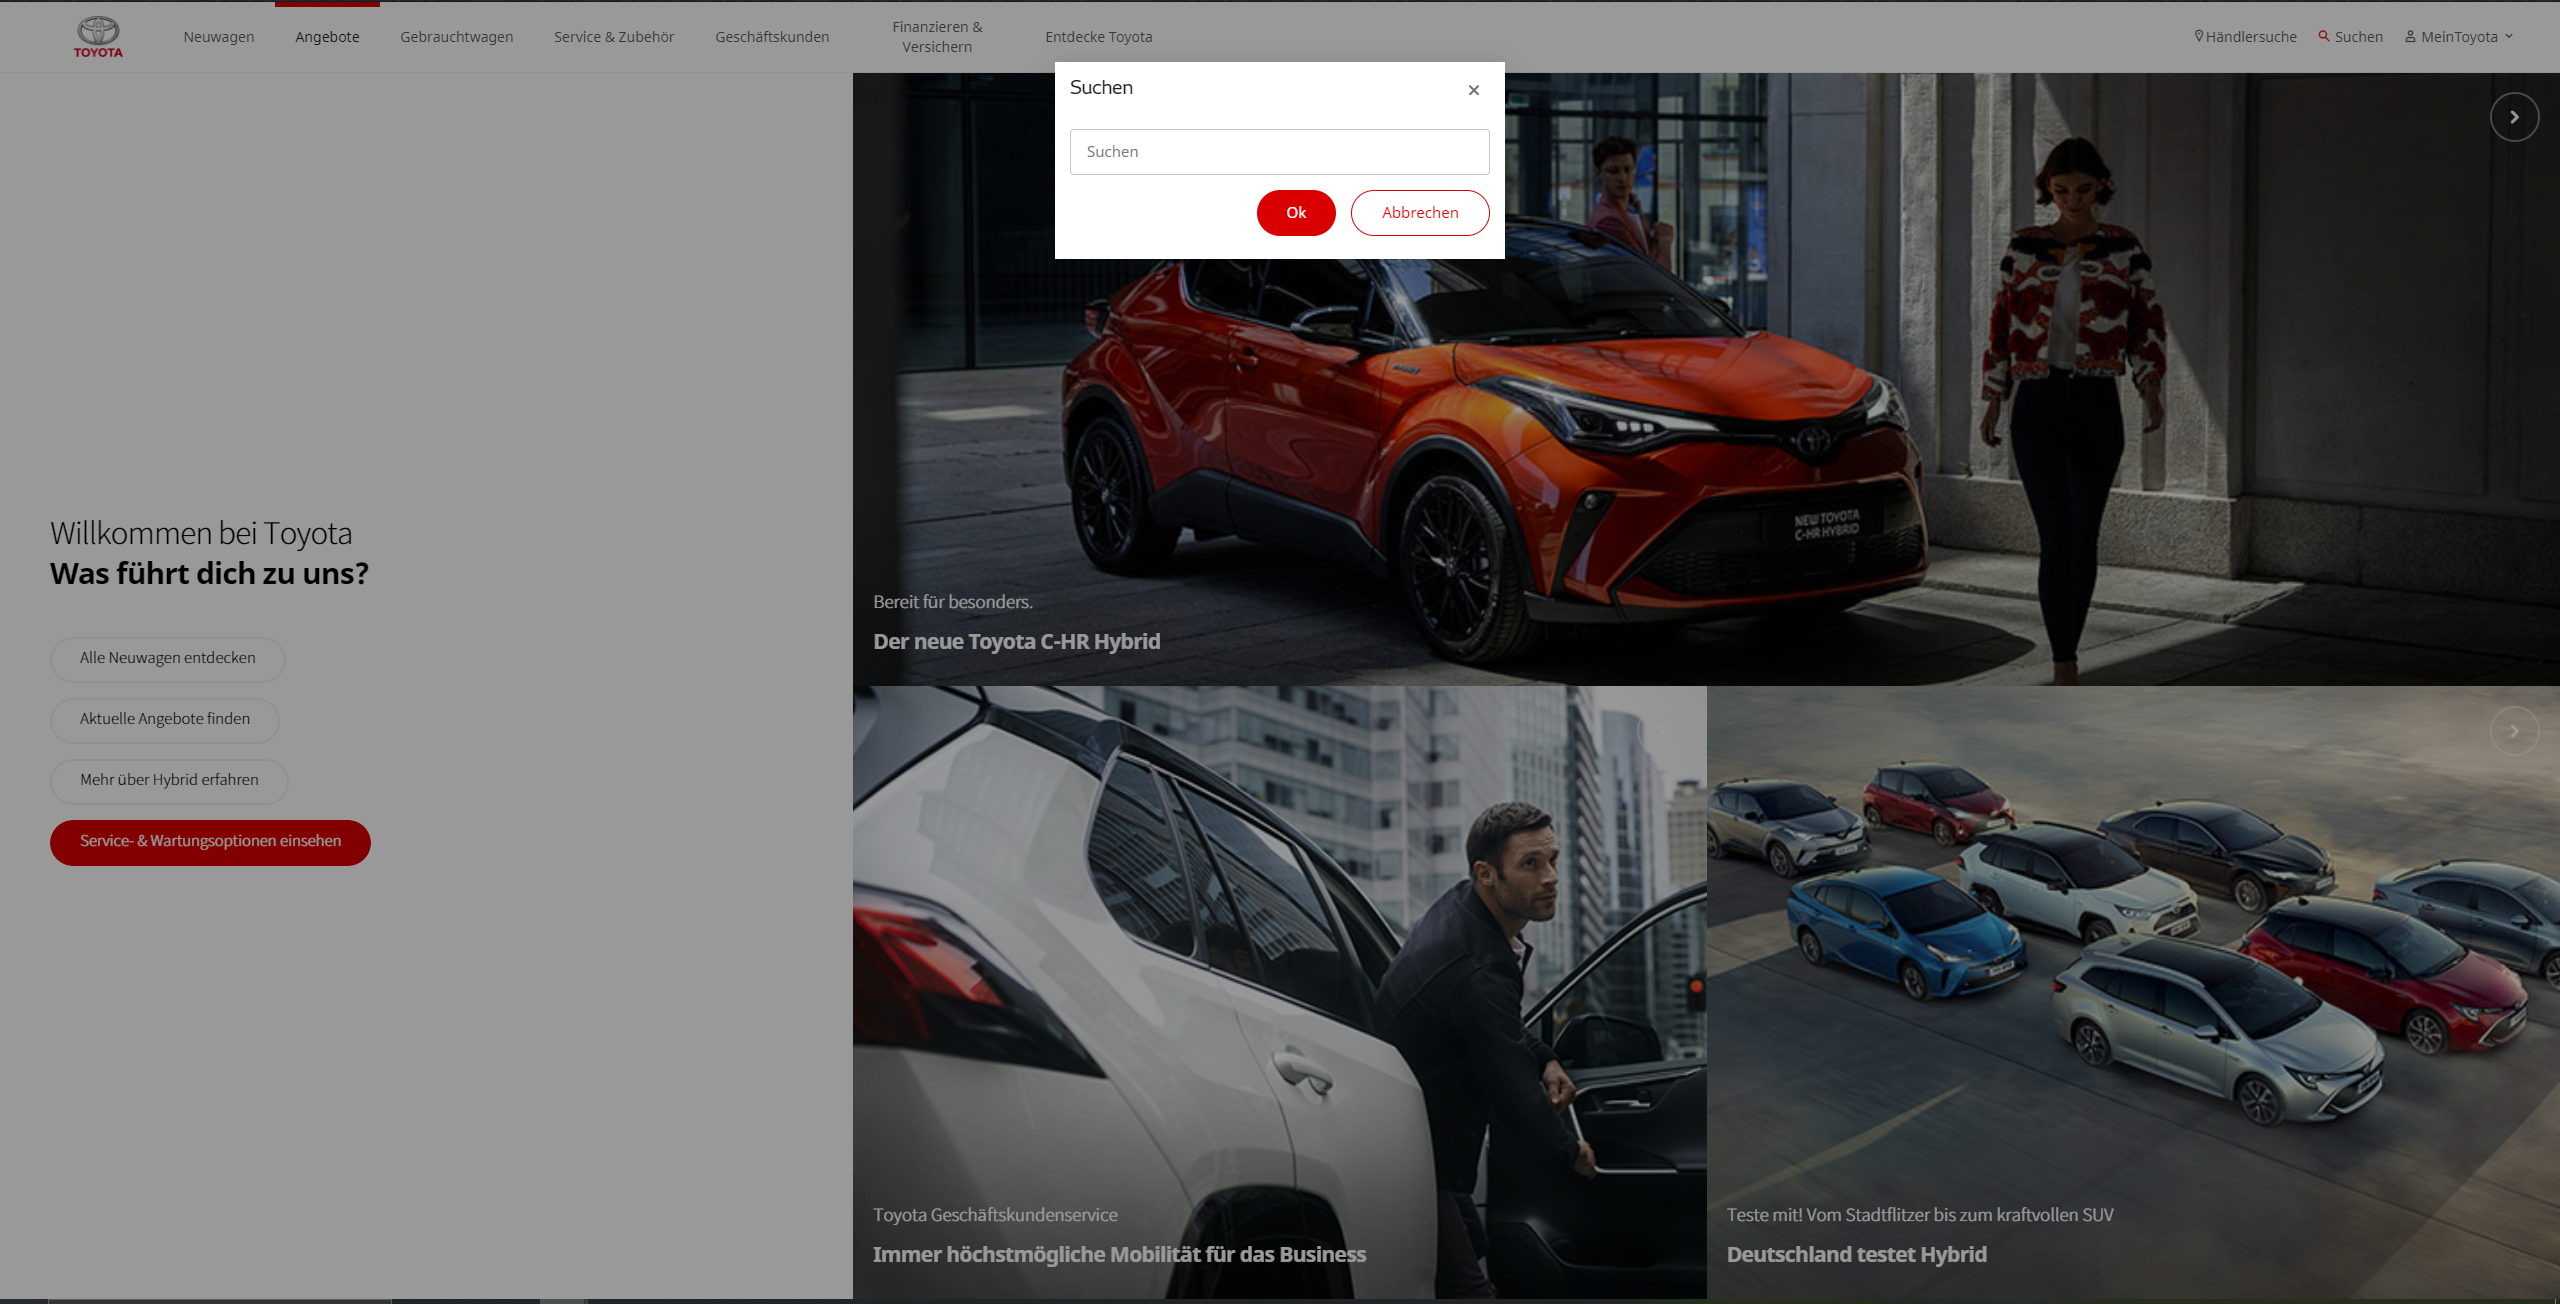 TOYOTA
Neuwagen
Angebote
Gebrauchtwagen
Service & Zubehör
Geschäftskunden
Finanzieren &
Versichern
Entdecke Toyota
Händlersuche
Suchen
MeinToyota
Suchen
Suchen
Ok
Abbrechen
Willkommen bei Toyota
Was führt dich zu uns?
Alle Neuwagen entdecken
Aktuelle Angebote finden
Mehr über Hybrid erfahren
Service- & Wartungsoptionen einsehen
NEW TOYOTA
C-HR HYBRID
Bereit für besonders.
Der neue Toyota C-HR Hybrid
Toyota Geschäftskundenservice
Immer höchstmögliche Mobilität für das Business
Teste mit! Vom Stadtflitzer bis zum kraftvollen SUV
Deutschland testet Hybrid